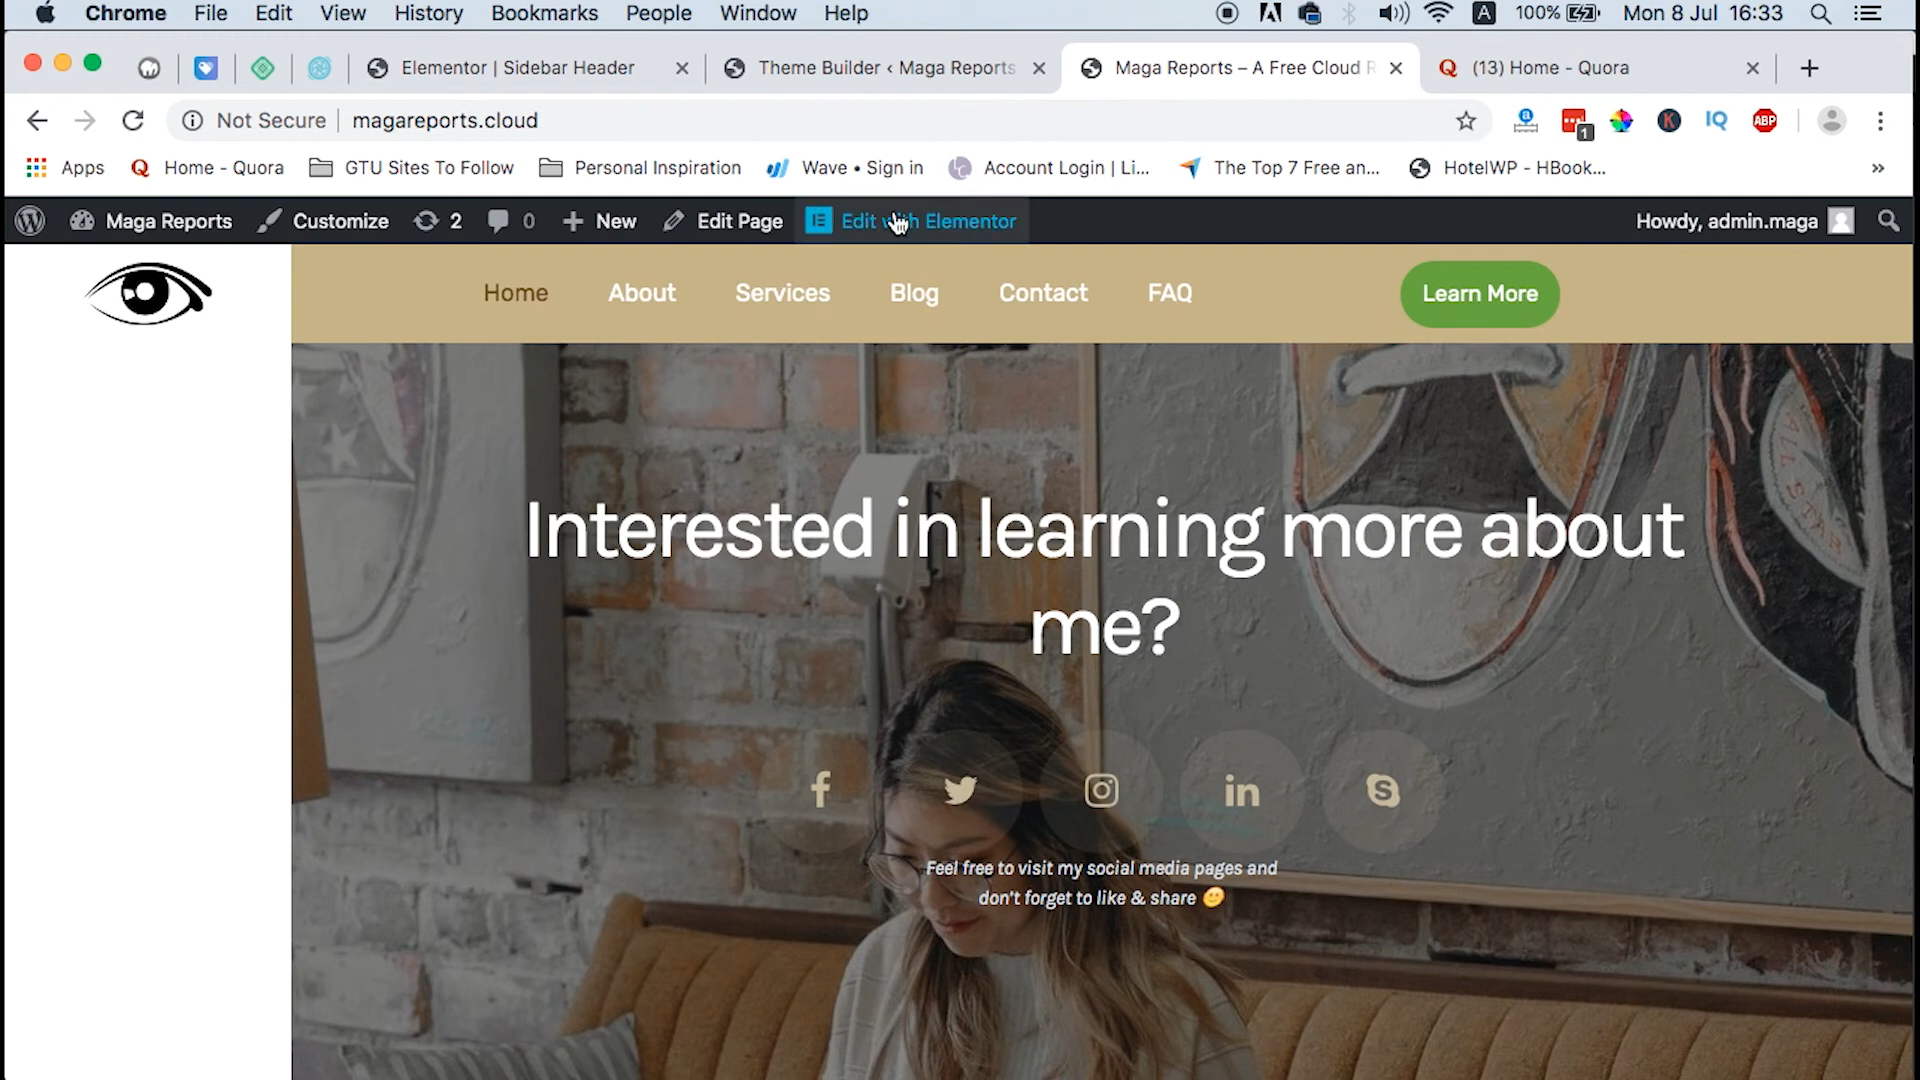 Chrome File Edit View History Bookmarks People Window Help A 100% Mon 8 Jul 16:33
Elementor | Sidebar Header Theme Builder ‹ Maga Reports Maga Reports – A Free Cloud R (13) Home - Quora
Not Secure magareports.cloud 1 K IQ ABP
Apps Home - Quora GTU Sites To Follow Personal Inspiration Wave • Sign in Account Login | Li... The Top 7 Free an... HotelWP - HBook... »
Maga Reports Customize 2 0 New Edit Page Edit with Elementor Howdy, admin.maga
Home About Services Blog Contact FAQ Learn More
Interested in learning more about
me?
Feel free to visit my social media pages and
don't forget to like & share 🙂
ALL STAR